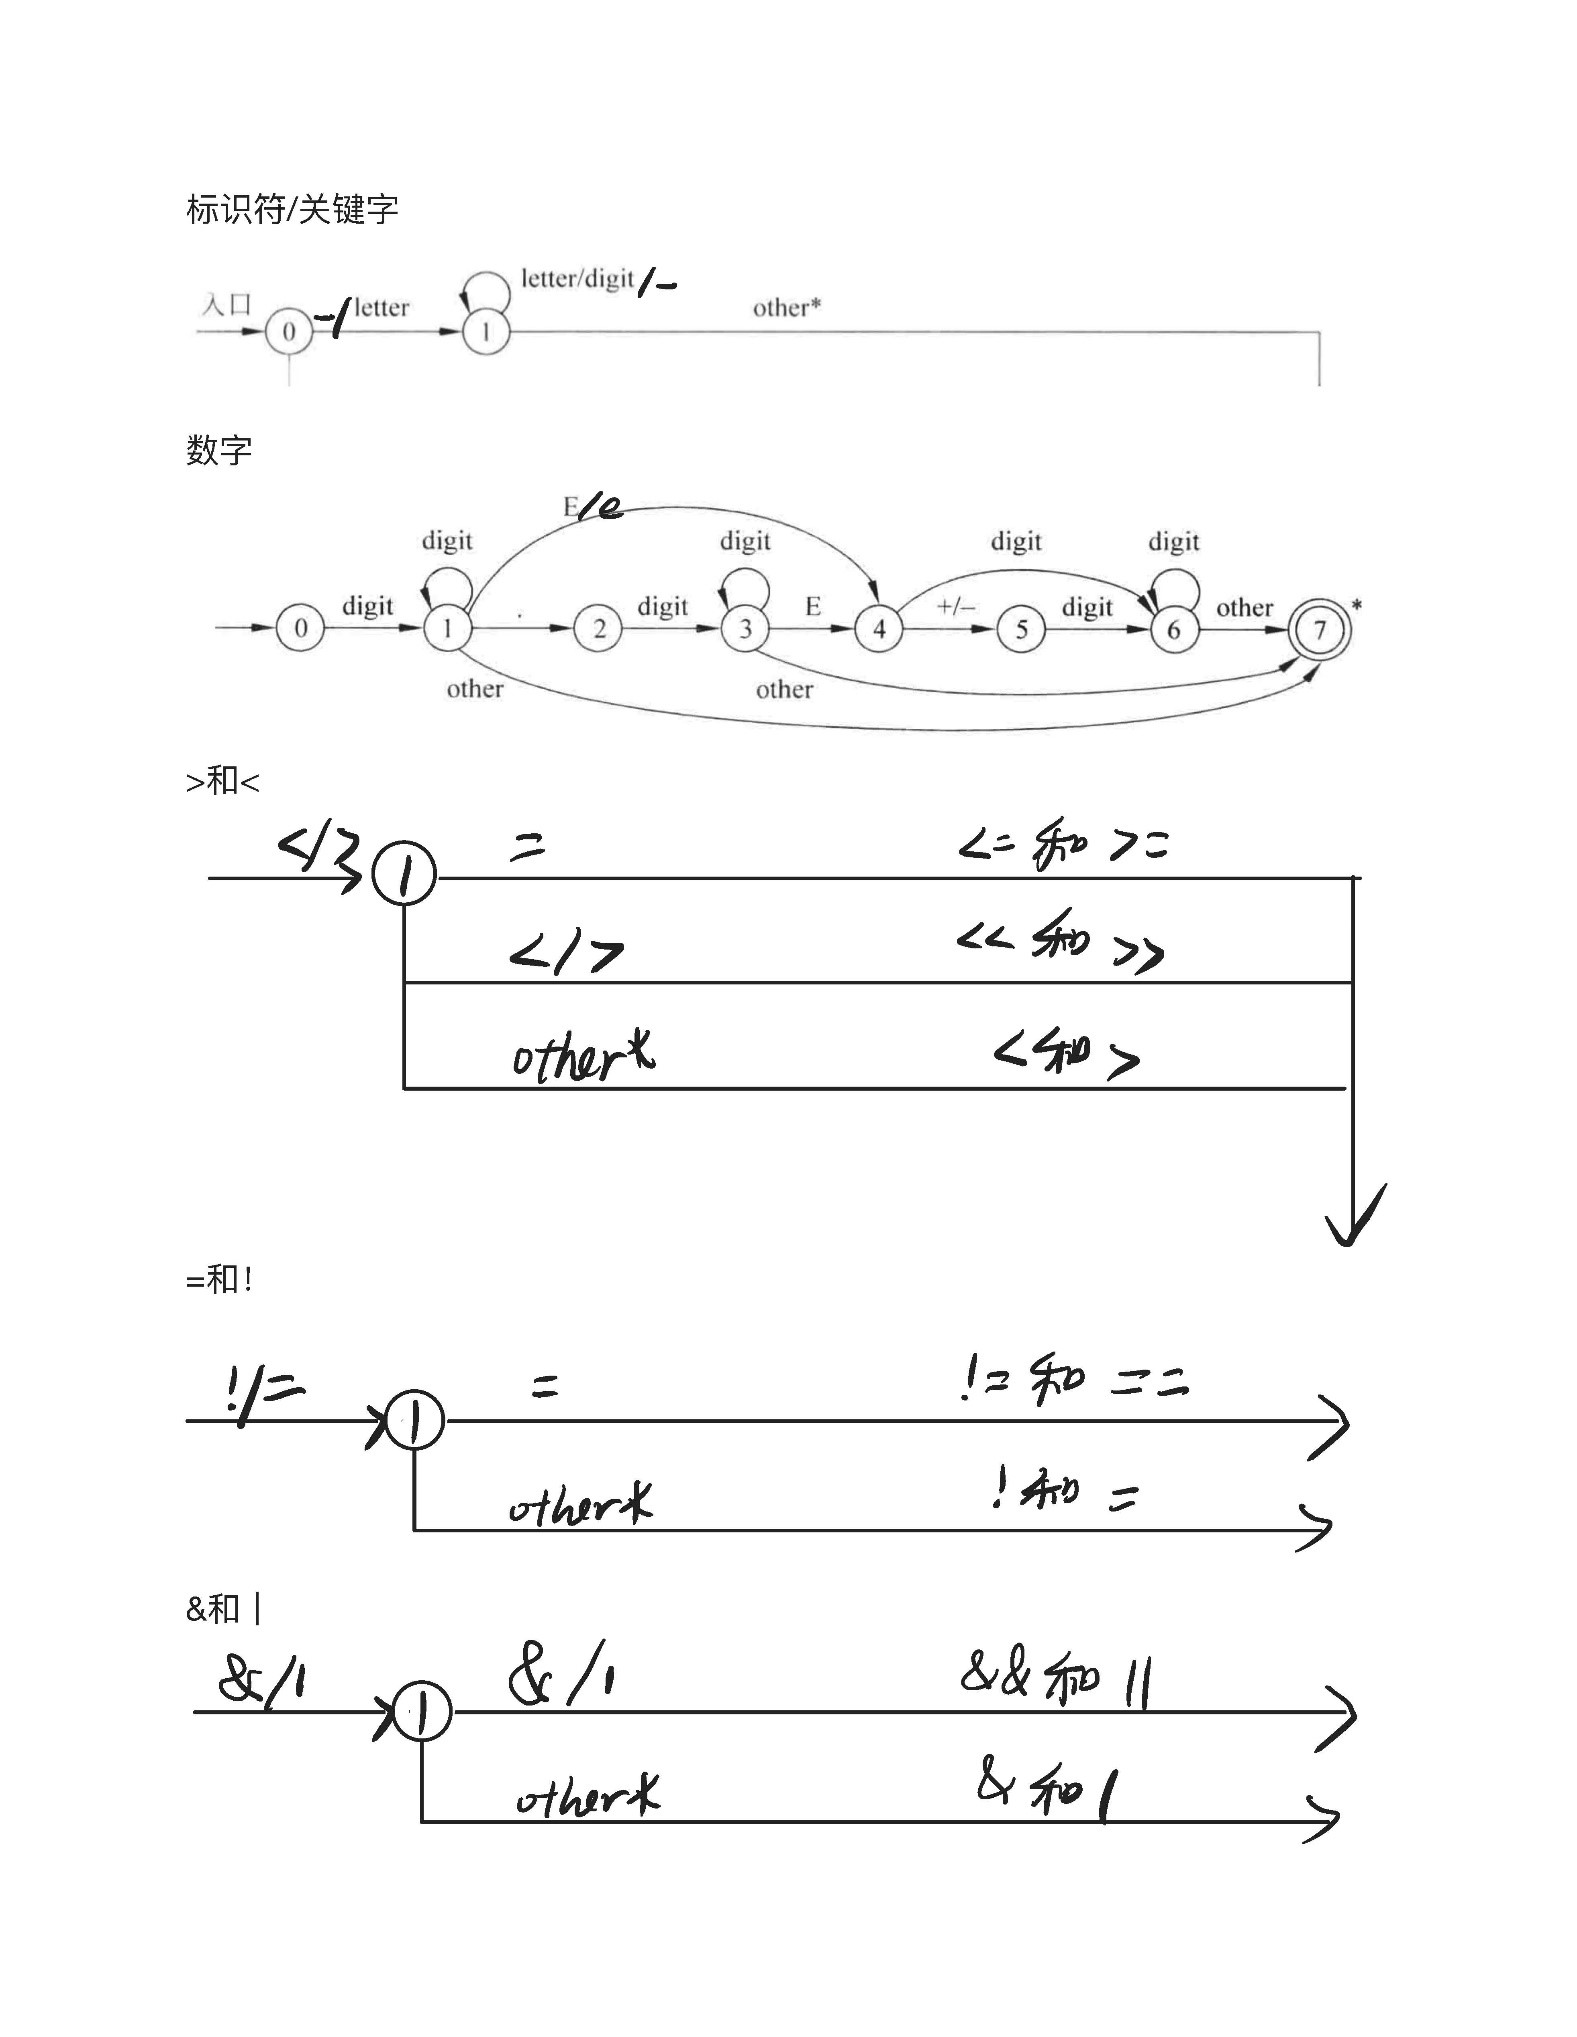 标识符/关键字
letter/digit/-
入口 0 -/letter 1 other*
数字
E/e
digit digit digit digit
0 digit 1 . 2 digit 3 E 4 +/– 5 digit 6 other 7 *
other other
>和<
</> 1 = <= 和 >=
</> << 和 >>
other* < 和 >
=和!
!/= 1 = != 和 ==
other* ! 和 =
&和|
&/| 1 &/| && 和 ||
other* & 和 |